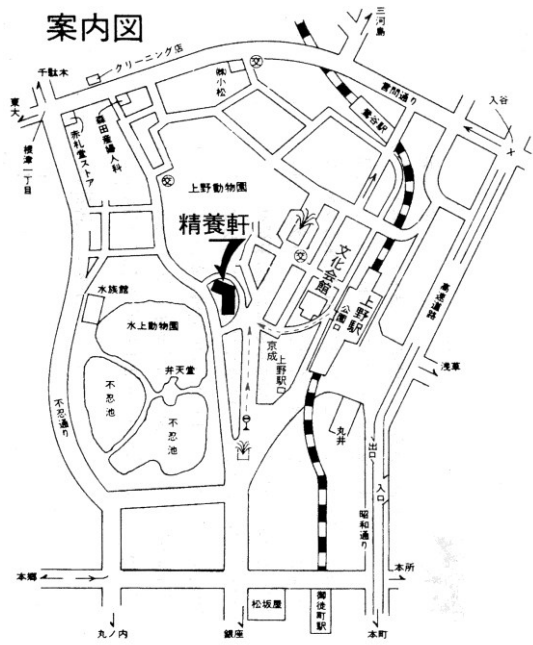 案内図
三河島
千駄木
クリーニング店
㈱小松
交
言問通り
入谷
鶯谷駅
東大
根津一丁目
赤札堂ストア
森田産婦人科
交
上野動物園
精養軒
交
文化会館
上野駅
公園口
高速道路
水族館
水上動物園
京成
上野駅口
浅草
弁天堂
不忍池
不忍池
不忍通り
丸井
出口
入口
昭和通り
本郷
本所
松坂屋
御徒町駅
丸ノ内
銀座
本町